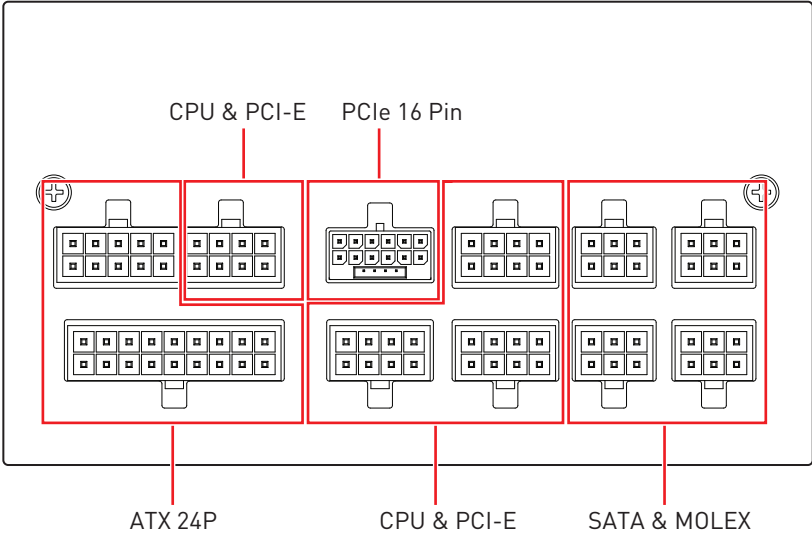 CPU & PCI-E
PCIe 16 Pin
ATX 24P
CPU & PCI-E
SATA & MOLEX